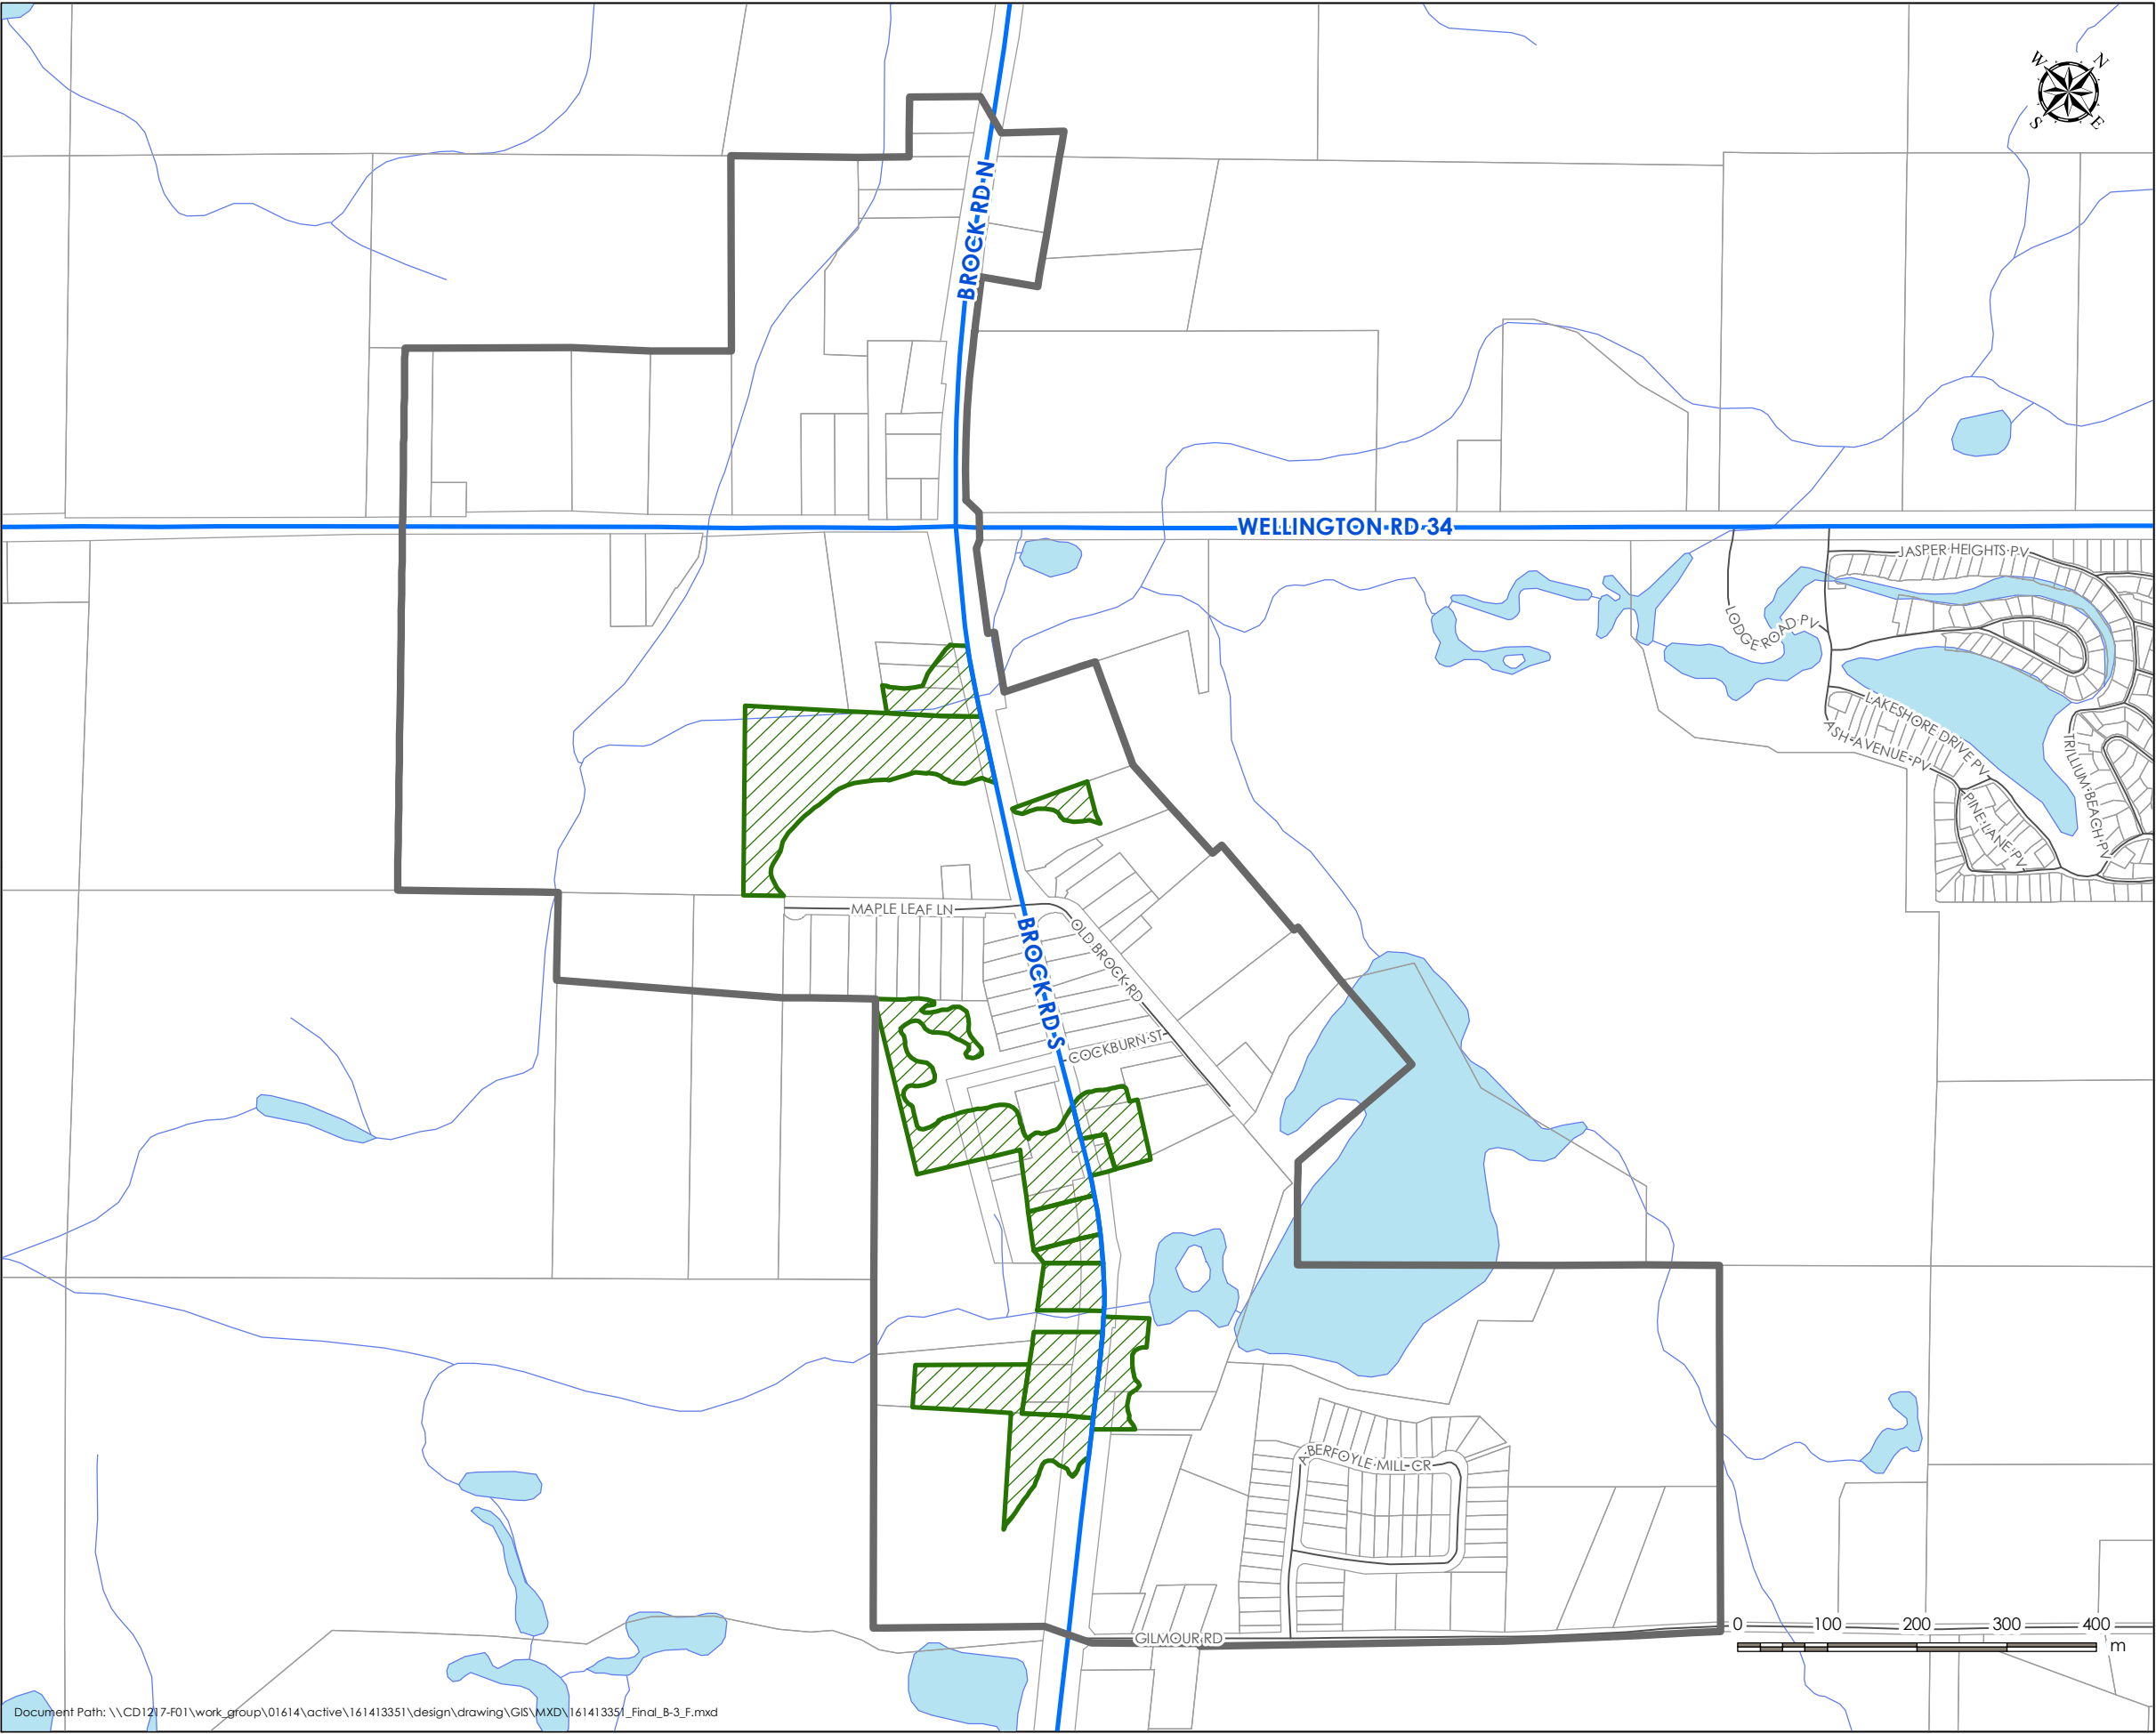 W N
S E
BROCK RD N
WELLINGTON RD 34
JASPER HEIGHTS PV
LODGE ROAD PV
LAKESHORE DRIVE PV
ASH AVENUE PV
TRILLIUM BEACH PV
PINE LANE PV
MAPLE LEAF LN
OLD BROCK RD
BROCK RD S
COCKBURN ST
ABERFOYLE MILL CR
GILMOUR RD
0 100 200 300 400
m
Document Path: \\CD1217-F01\work_group\01614\active\161413351\design\drawing\GIS\MXD\161413351_Final_B-3_F.mxd